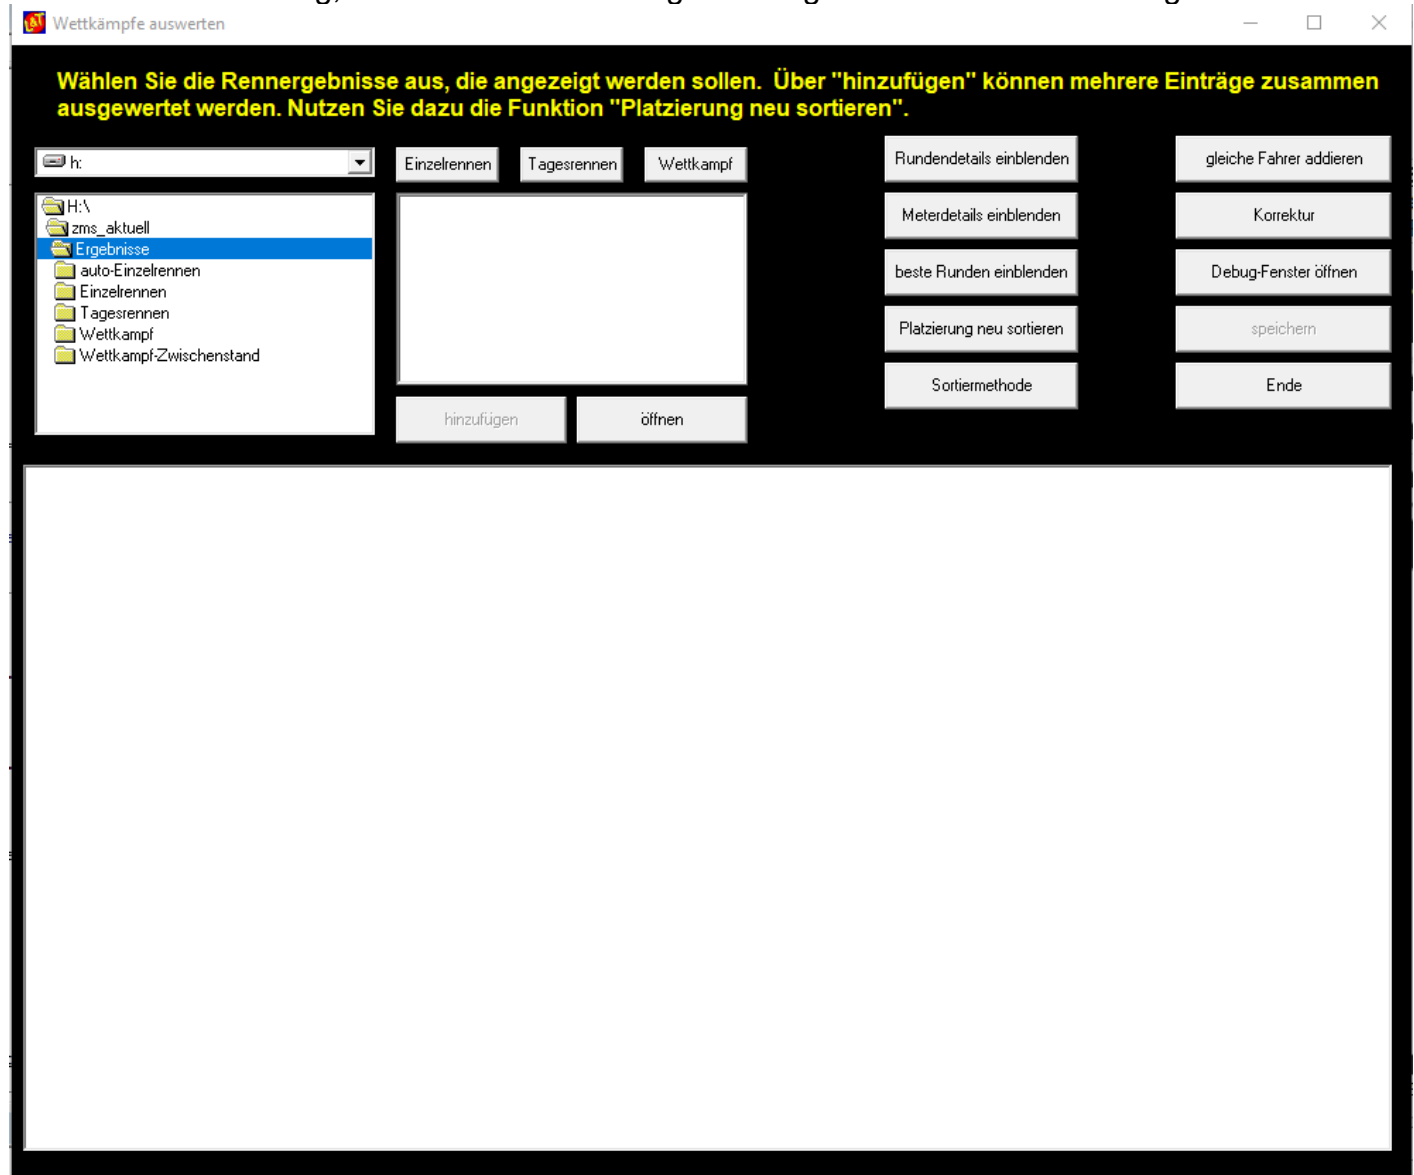 Wettkämpfe auswerten
Wählen Sie die Rennergebnisse aus, die angezeigt werden sollen. Über "hinzufügen" können mehrere Einträge zusammen
ausgewertet werden. Nutzen Sie dazu die Funktion "Platzierung neu sortieren".
h:
Einzelrennen
Tagesrennen
Wettkampf
H:\
zms_aktuell
Ergebnisse
auto-Einzelrennen
Einzelrennen
Tagesrennen
Wettkampf
Wettkampf-Zwischenstand
hinzufügen
öffnen
Rundendetails einblenden
Meterdetails einblenden
beste Runden einblenden
Platzierung neu sortieren
Sortiermethode
gleiche Fahrer addieren
Korrektur
Debug-Fenster öffnen
speichern
Ende